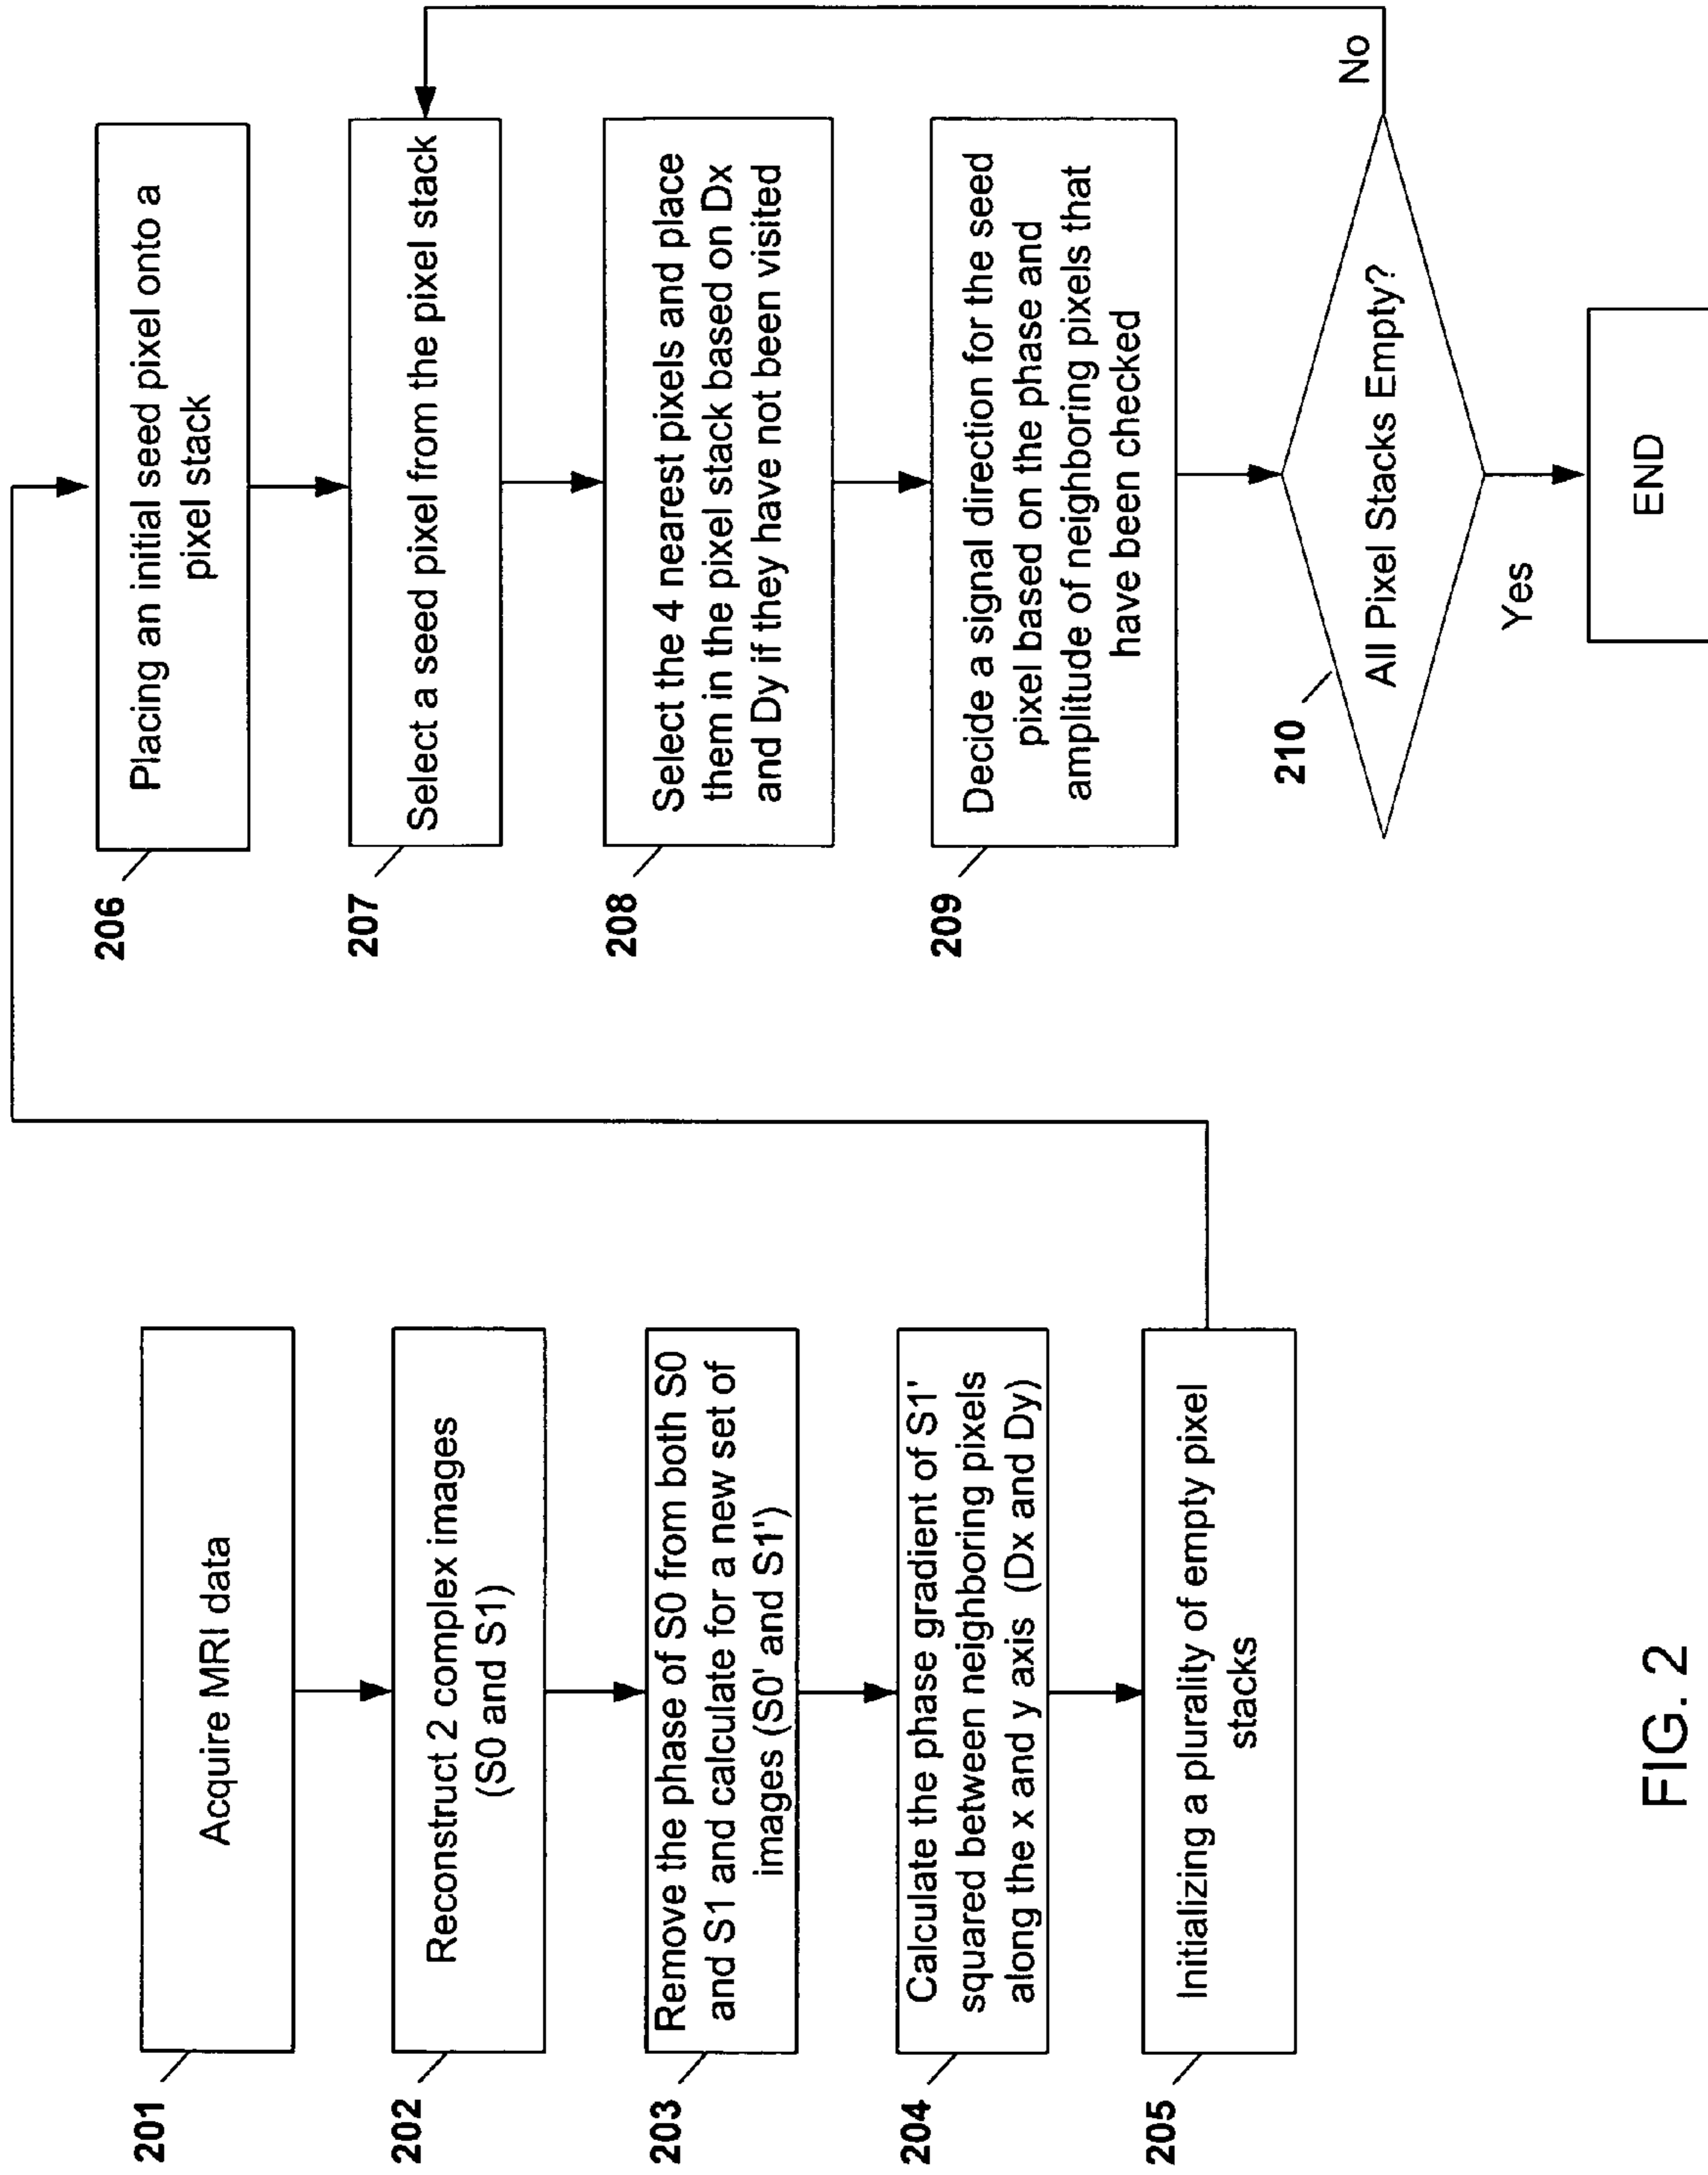 201
Acquire MRI data
202
Reconstruct 2 complex images
(S0 and S1)
203
Remove the phase of S0 from both S0
and S1 and calculate for a new set of
images (S0' and S1')
204
Calculate the phase gradient of S1'
squared between neighboring pixels
along the x and y axis (Dx and Dy)
205
Initializing a plurality of empty pixel
stacks
206
Placing an initial seed pixel onto a
pixel stack
207
Select a seed pixel from the pixel stack
208
Select the 4 nearest pixels and place
them in the pixel stack based on Dx
and Dy if they have not been visited
209
Decide a signal direction for the seed
pixel based on the phase and
amplitude of neighboring pixels that
have been checked
210
All Pixel Stacks Empty?
No
Yes
END
FIG. 2